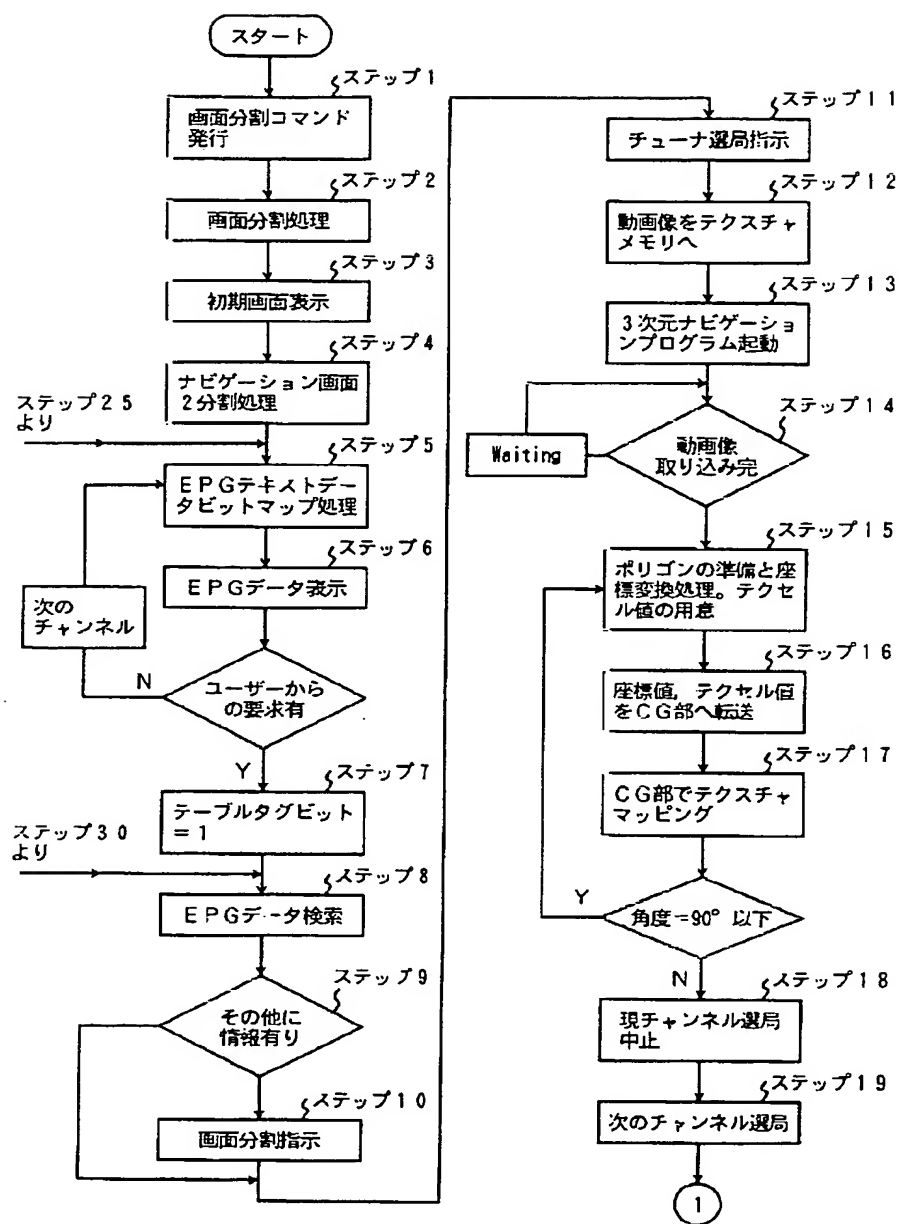 スタート
ステップ1
画面分割コマンド
発行
ステップ2
画面分割処理
ステップ3
初期画面表示
ステップ4
ナビゲーション画面
2分割処理
ステップ25
より
ステップ5
EPGテキストデー
タビットマップ処理
ステップ6
EPGデータ表示
次の
チャンネル
N
ユーザーから
の要求有
Y
ステップ7
テーブルタグビット
=1
ステップ30
より
ステップ8
EPGデータ検索
ステップ9
その他に
情報有り
ステップ10
画面分割指示
ステップ11
チューナ選局指示
ステップ12
動画像をテクスチャ
メモリへ
ステップ13
3次元ナビゲーショ
ンプログラム起動
ステップ14
動画像
取り込み完
Waiting
ステップ15
ポリゴンの準備と座
標変換処理。テクセ
ル値の用意
ステップ16
座標値,テクセル値
をCG部へ転送
ステップ17
CG部でテクスチャ
マッピング
Y
角度=90°以下
N
ステップ18
現チャンネル選局
中止
ステップ19
次のチャンネル選局
1